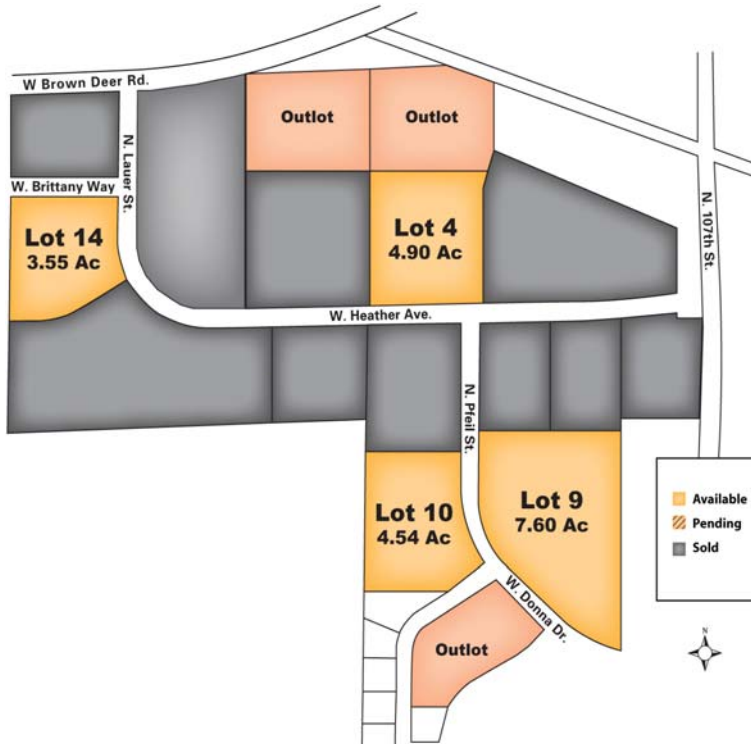 W Brown Deer Rd.
Outlot
Outlot
N. Lauer St.
W. Brittany Way
Lot 14
3.55 Ac
Lot 4
4.90 Ac
N. 107th St.
W. Heather Ave.
N. Pfeil St.
Lot 10
4.54 Ac
Lot 9
7.60 Ac
W. Donna Dr.
Outlot
Available
Pending
Sold
N